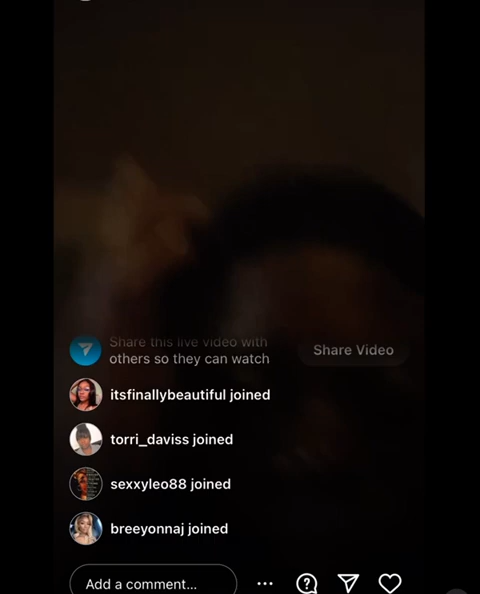 Share this live video with
others so they can watch
Share Video
itsfinallybeautiful joined
torri_daviss joined
sexxyleo88 joined
breeyonnaj joined
Add a comment...